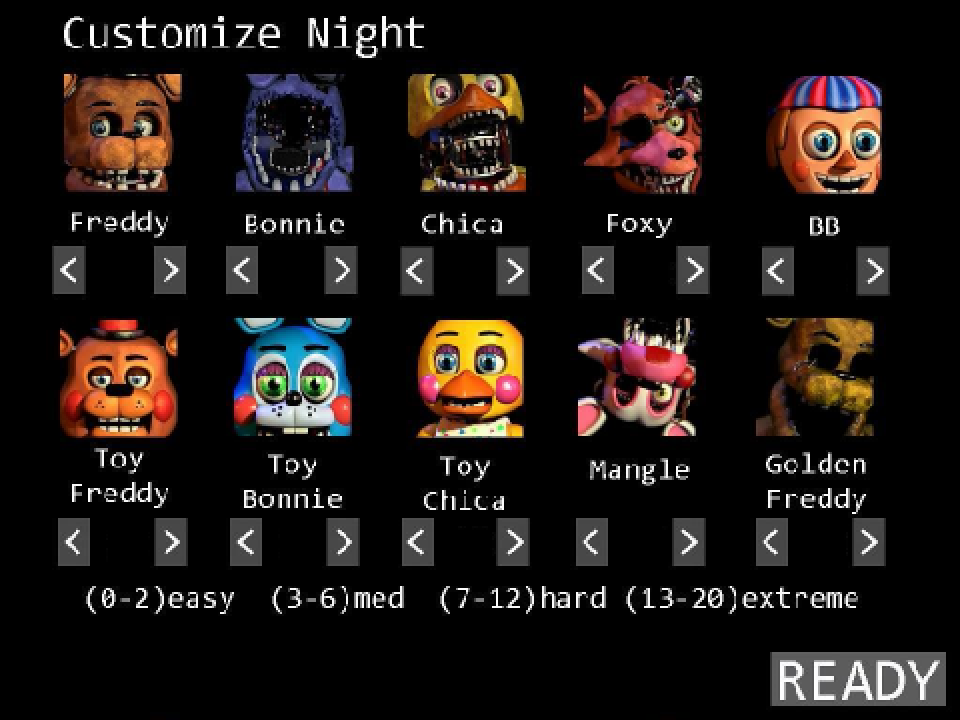 Customize Night
Freddy Bonnie Chica Foxy BB
< > < > < > < > < >
Toy Toy Toy Mangle Golden
Freddy Bonnie Chica Freddy
< > < > < > < > < >
(0-2)easy (3-6)med (7-12)hard (13-20)extreme
READY